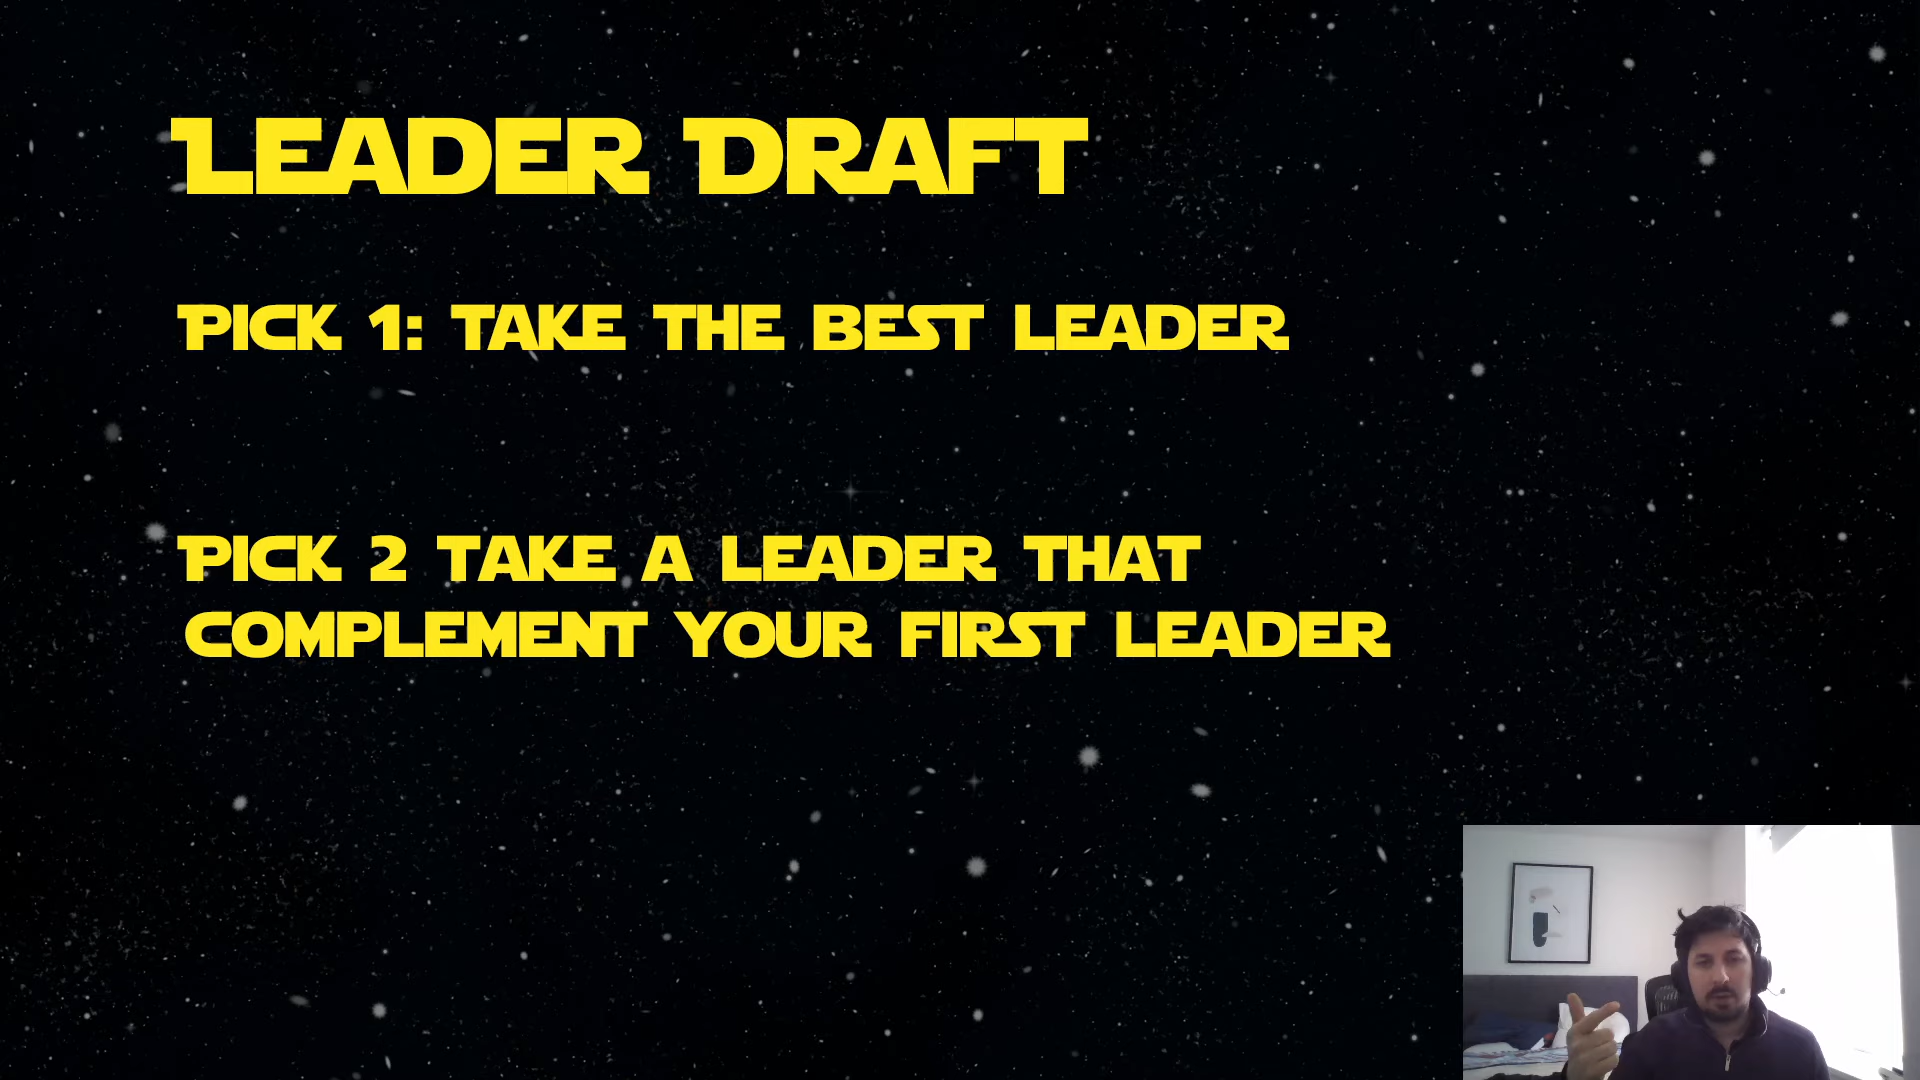 Leader Draft
Pick 1: Take the best leader
Pick 2 Take a leader that
complement your first leader